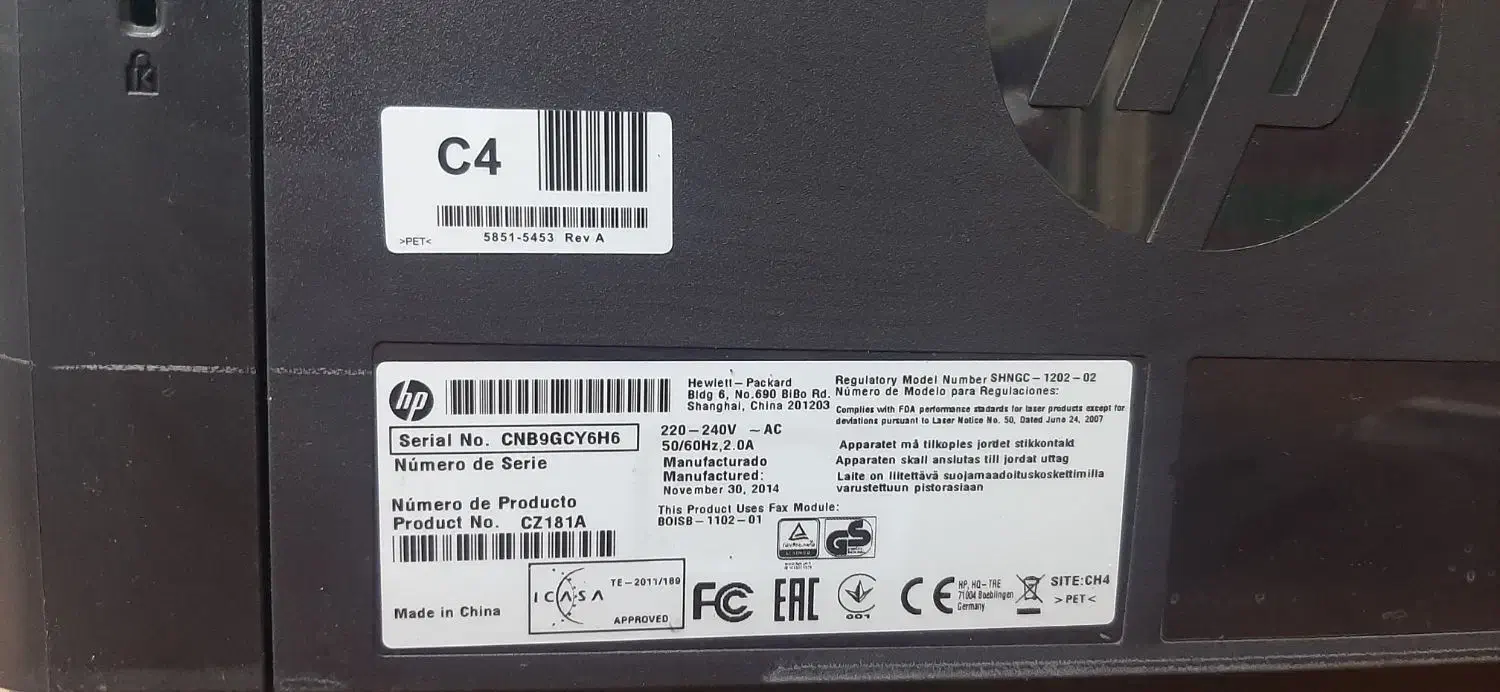 hp
C4
>PET< 5851-5453 Rev A
hp
Serial No. CNB9GCY6H6
Número de Serie
Número de Producto
Product No. CZ181A
Made in China
Hewlett-Packard
Bldg 6, No.690 BiBo Rd.
Shanghai, China 201203
220-240V ~AC
50/60Hz,2.0A
Manufacturado
Manufactured:
November 30, 2014
This Product Uses Fax Module:
BOISB-1102-01
Regulatory Model Number SHNGC-1202-02
Número de Modelo para Regulaciones:
Complies with FDA performance stadards for laser products except for
deviations pursuant to Laser Notice No. 50, Dated June 24, 2007
Apparatet må tilkoples jordet stikkontakt
Apparaten skall anslutas till jordat uttag
Laite on liitettävä suojamaadoituskoskettimilla
varustettuun pistorasiaan
GS
TE-2011/189
ICASA
APPROVED
FC
EAC
001
CE
HP, HQ-TRE
71004 Boeblingen
Germany
SITE:CH4
>PET<